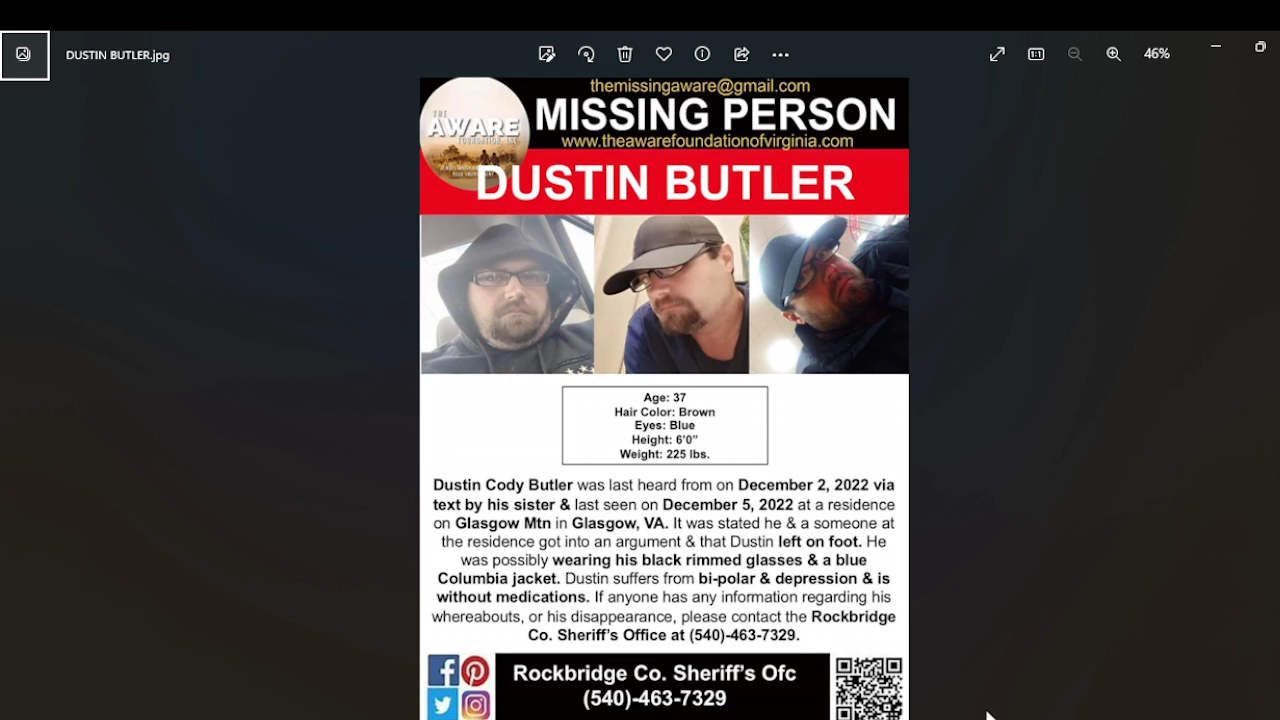 DUSTIN BUTLER.jpg
46%
themissingaware@gmail.com
MISSING PERSON
www.theawarefoundationofvirginia.com
THE
AWARE
FOUNDATION, INC.
DUSTIN BUTLER
Age: 37
Hair Color: Brown
Eyes: Blue
Height: 6'0"
Weight: 225 lbs.
Dustin Cody Butler was last heard from on December 2, 2022 via
text by his sister & last seen on December 5, 2022 at a residence
on Glasgow Mtn in Glasgow, VA. It was stated he & a someone at
the residence got into an argument & that Dustin left on foot. He
was possibly wearing his black rimmed glasses & a blue
Columbia jacket. Dustin suffers from bi-polar & depression & is
without medications. If anyone has any information regarding his
whereabouts, or his disappearance, please contact the Rockbridge
Co. Sheriff's Office at (540)-463-7329.
Rockbridge Co. Sheriff's Ofc
(540)-463-7329